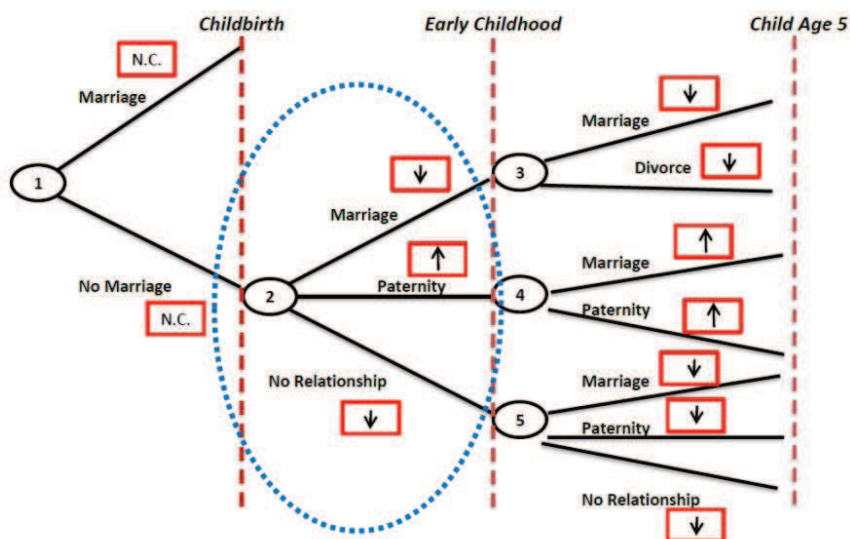 Childbirth
Early Childhood
Child Age 5
N.C.
Marriage
1
No Marriage
N.C.
2
Marriage
↓
Paternity
↑
No Relationship
↓
3
Marriage
↓
Divorce
↓
4
Marriage
↑
Paternity
↑
5
Marriage
↓
Paternity
↓
No Relationship
↓